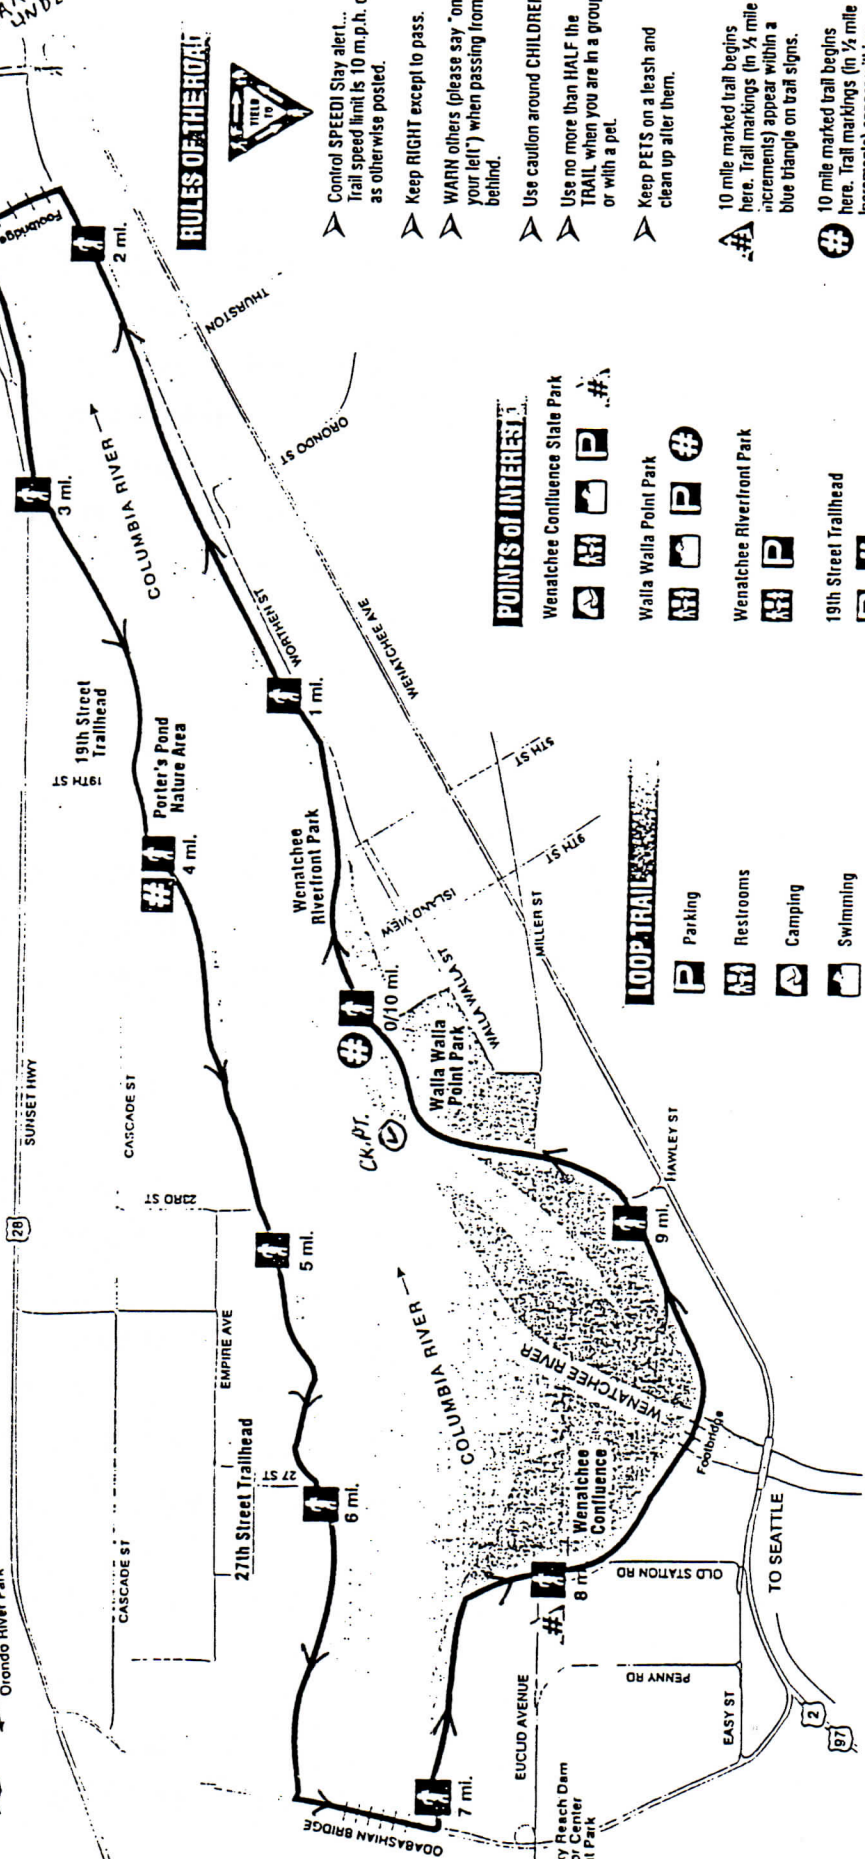 UNDE
RULES OF THE ROAD
YIELD
TO
Control SPEED! Stay alert...
Trail speed limit is 10 m.p.h.
as otherwise posted.
Keep RIGHT except to pass.
WARN others (please say "on
your left") when passing from
behind.
Use caution around CHILDREN
Use no more than HALF the
TRAIL when you are in a group
or with a pet.
Keep PETS on a leash and
clean up after them.
#
10 mile marked trail begins
here. Trail markings (in ½ mile
increments) appear within a
blue triangle on trail signs.
#
10 mile marked trail begins
here. Trail markings (in ½ mile
POINTS of INTEREST
Wenatchee Confluence State Park
P #
Walla Walla Point Park
P #
Wenatchee Riverfront Park
P
19th Street Trailhead
LOOP TRAIL
P Parking
Restrooms
Camping
Swimming
Footbridge
2 mi.
3 mi.
COLUMBIA RIVER
THURSTON
ORONDO ST
WORTHEN ST
WENATCHEE AVE
1 mi.
19th Street
Trailhead
19TH ST
Porter's Pond
Nature Area
#
4 mi.
Wenatchee
Riverfront Park
5TH ST
9TH ST
ISLAND VIEW
MILLER ST
WALLA WALLA ST
0/10 mi.
#
Walla Walla
Point Park
CK. PT.
SUNSET HWY
28
CASCADE ST
23RD ST
5 mi.
EMPIRE AVE
HAWLEY ST
9 mi.
COLUMBIA RIVER
WENATCHEE RIVER
Footbridge
27th Street Trailhead
27 ST
6 mi.
CASCADE ST
Wenatchee
Confluence
8 m
#
OLD STATION RD
TO SEATTLE
PENNY RD
EASY ST
EUCLID AVENUE
2
97
7 mi.
ODABASHIAN BRIDGE
Orondo River Park
y Reach Dam
or Center
t Park